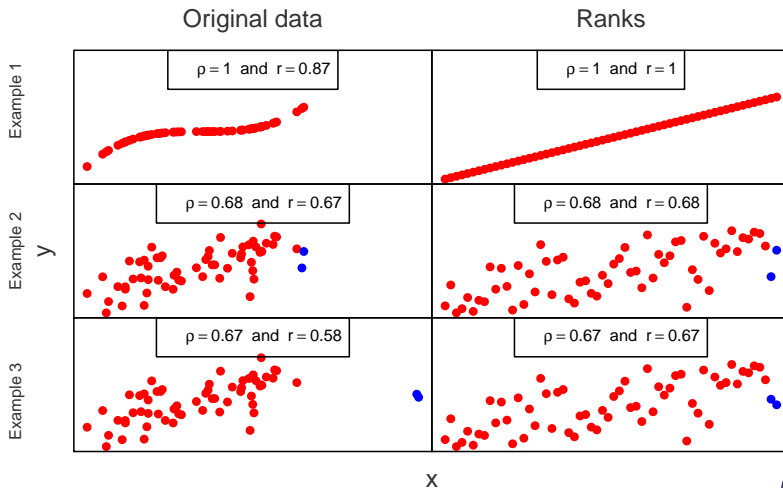 Original data
Ranks
Example 1
ρ = 1 and r = 0.87
ρ = 1 and r = 1
y
Example 2
ρ = 0.68 and r = 0.67
ρ = 0.68 and r = 0.68
Example 3
ρ = 0.67 and r = 0.58
ρ = 0.67 and r = 0.67
x